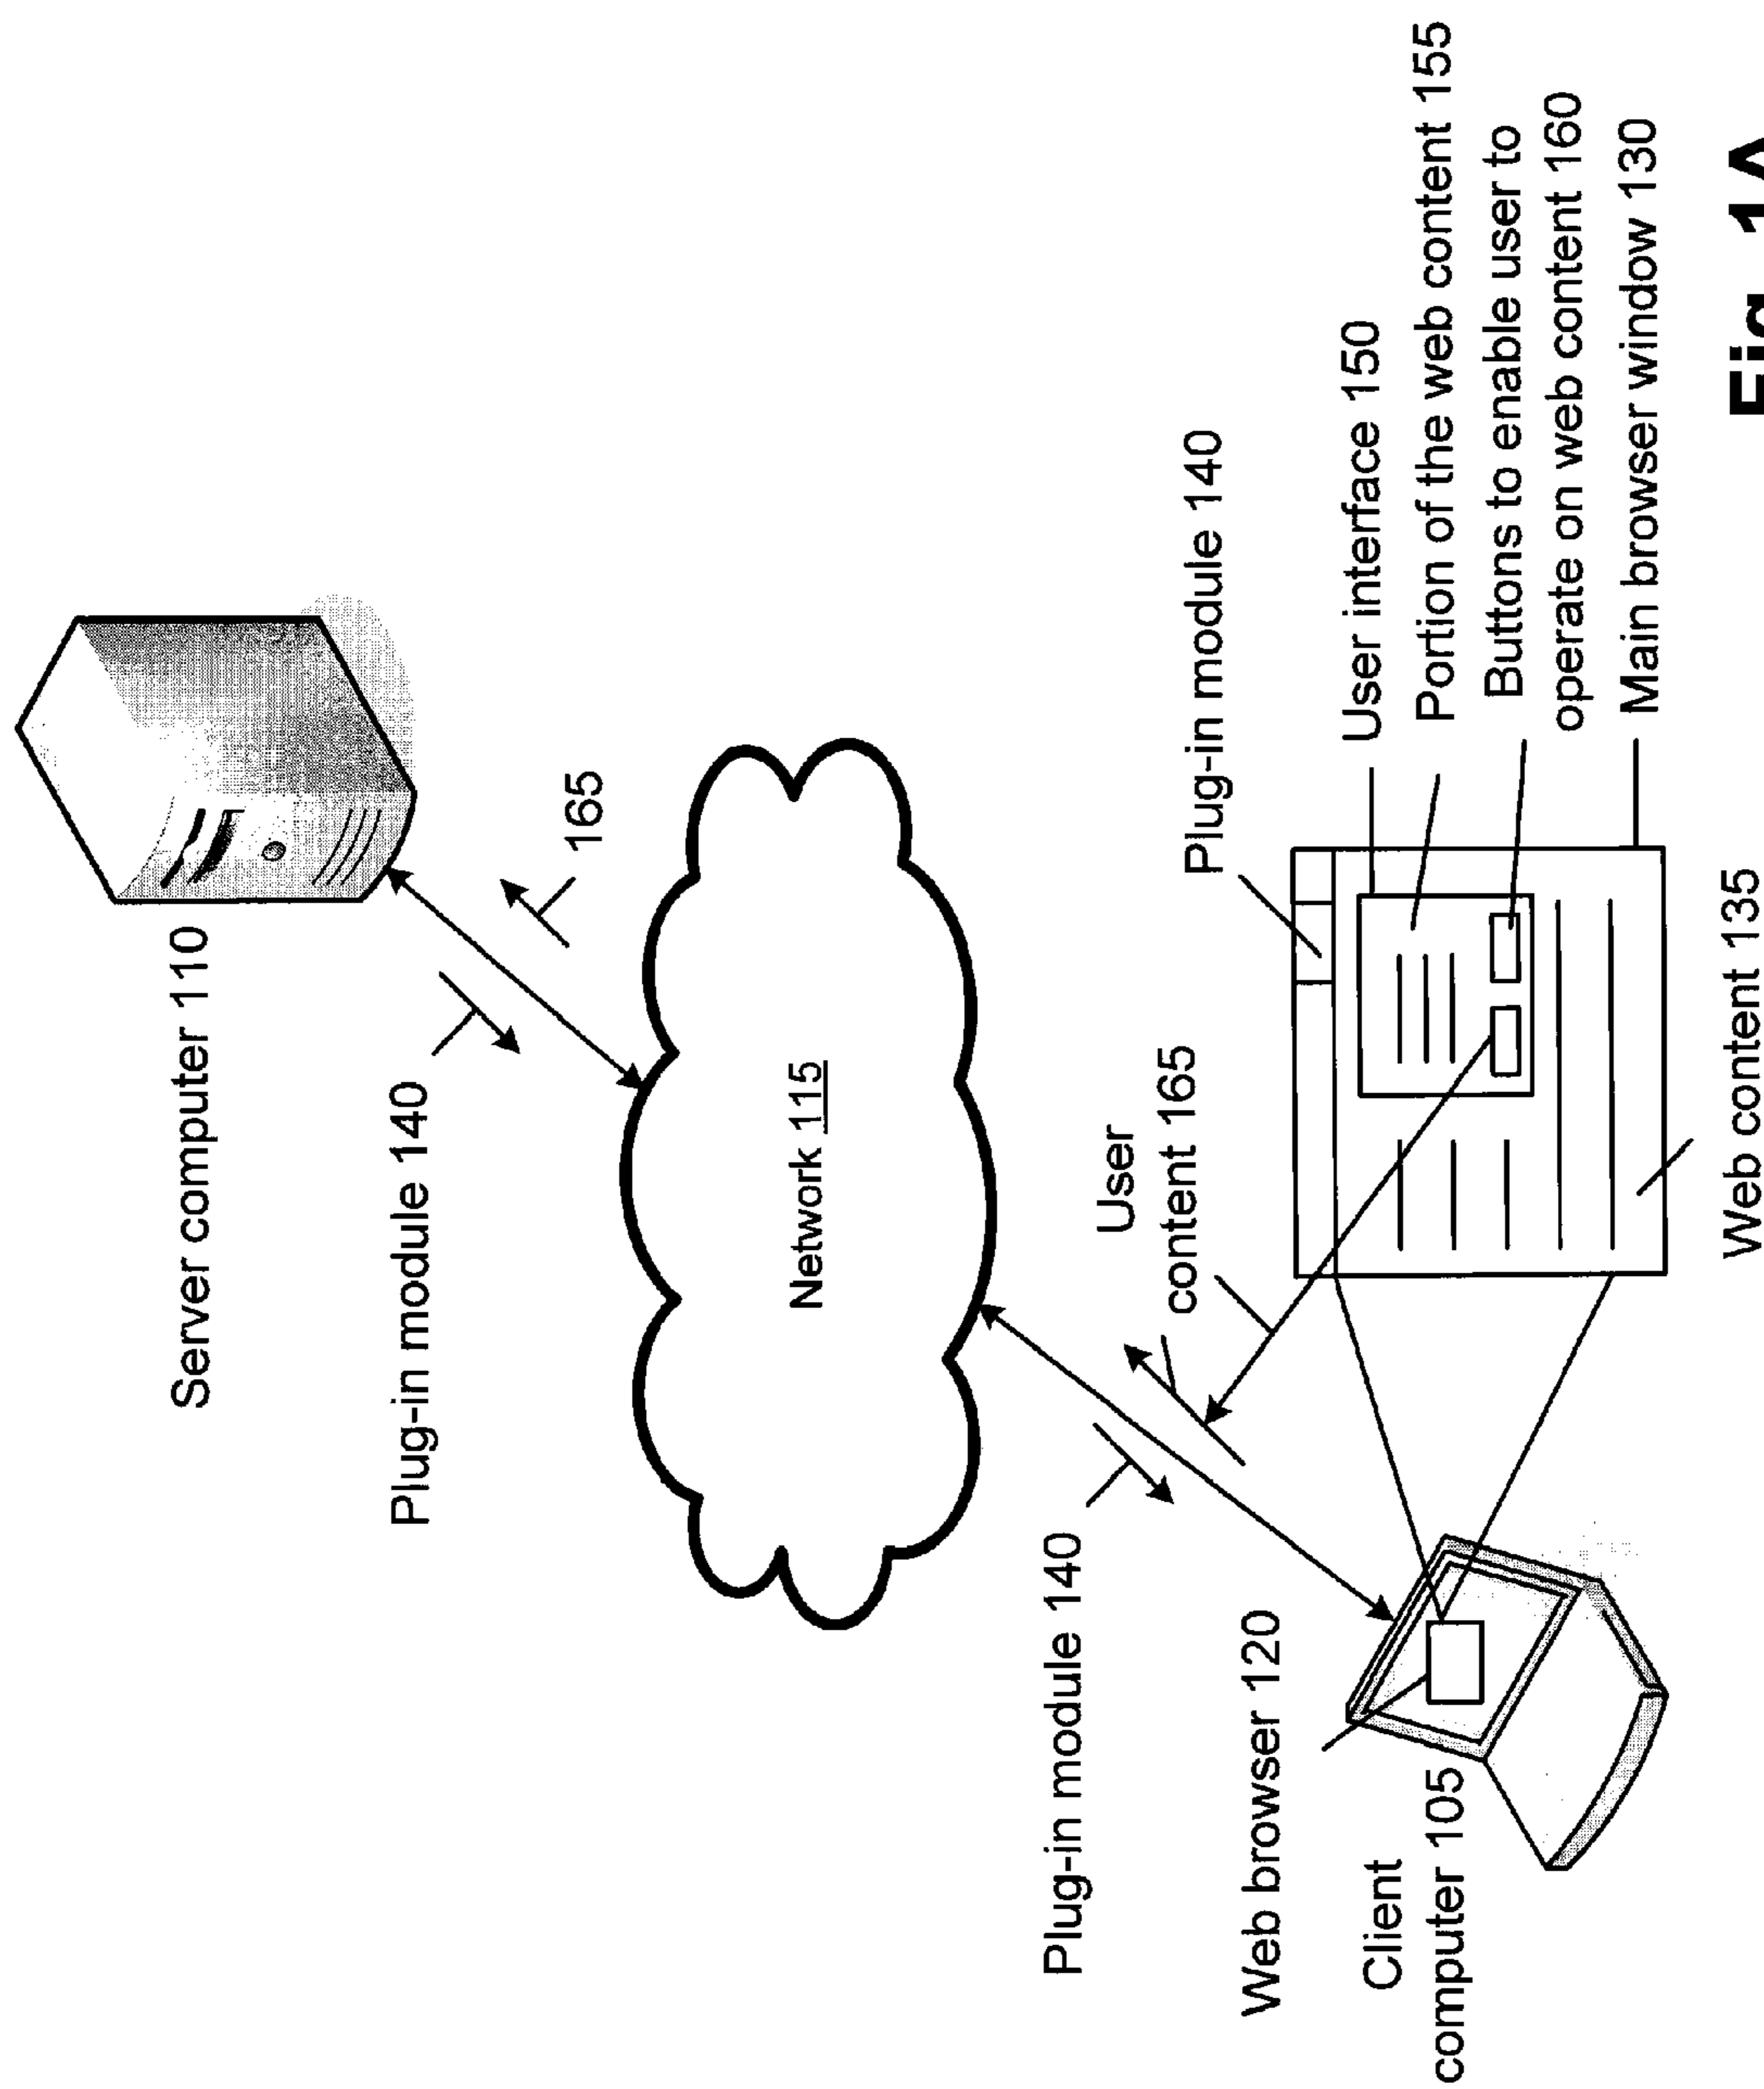 Server computer 110
Plug-in module 140
165
Network 115
Plug-in module 140
User
content 165
Web browser 120
Client
computer 105
Plug-in module 140
User interface 150
Portion of the web content 155
Buttons to enable user to
operate on web content 160
Main browser window 130
Web content 135
Fig. 1A